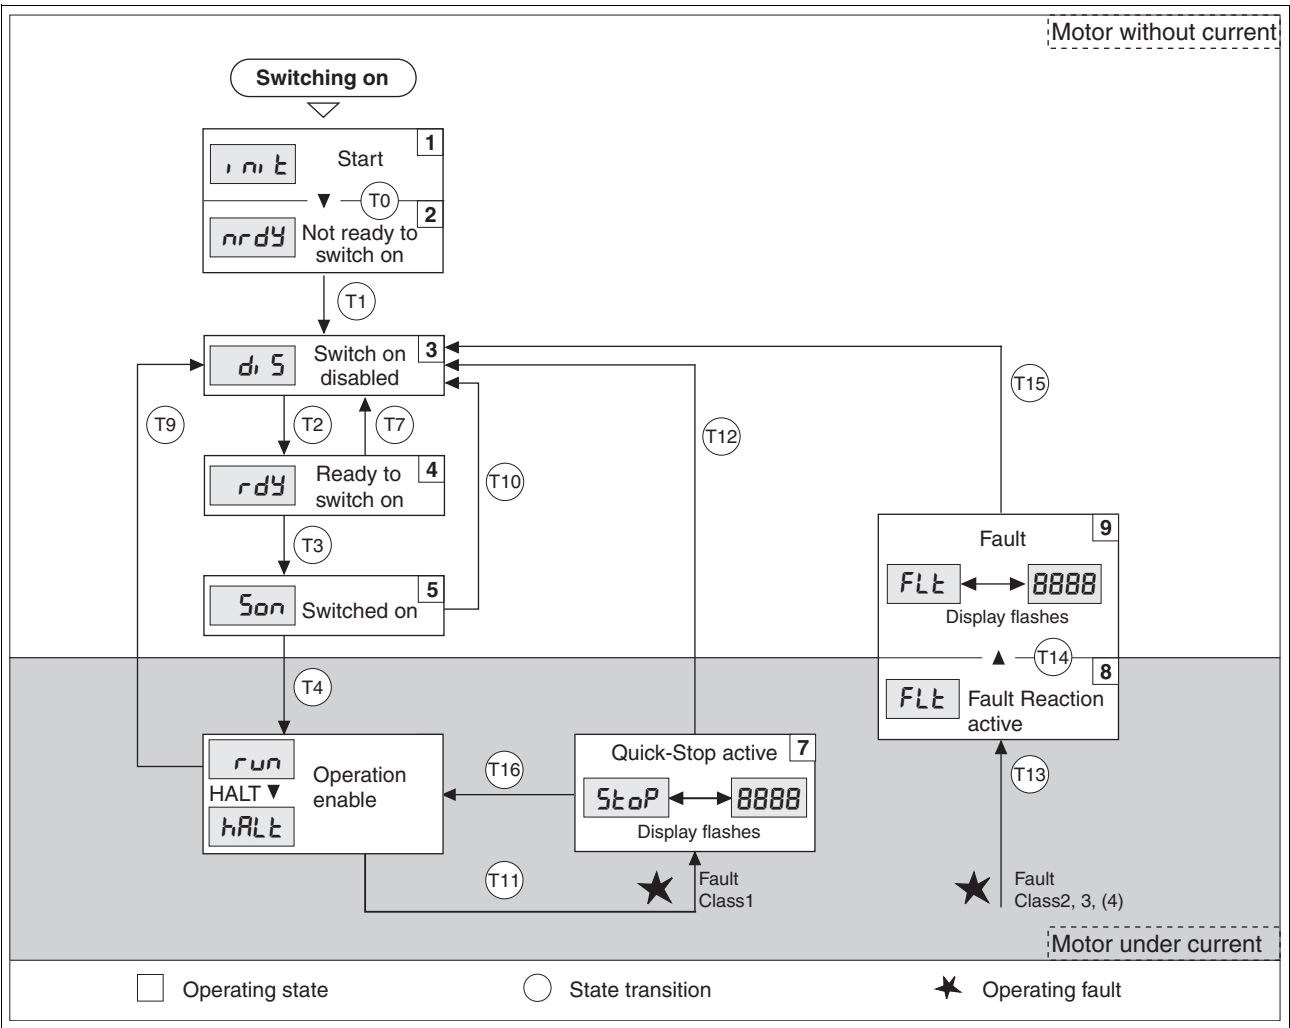 Motor without current
Switching on
1
init
Start
T0
2
nrdy
Not ready to
switch on
T1
3
diS
Switch on
disabled
T9
T2
T7
T10
T12
T15
4
rdy
Ready to
switch on
T3
5
Son
Switched on
T4
9
Fault
FLt
8888
Display flashes
T14
8
FLt
Fault Reaction
active
T13
run
HALT
hALt
Operation
enable
T16
7
Quick-Stop active
StoP
8888
Display flashes
T11
Fault
Class1
Fault
Class2, 3, (4)
Motor under current
Operating state
State transition
Operating fault